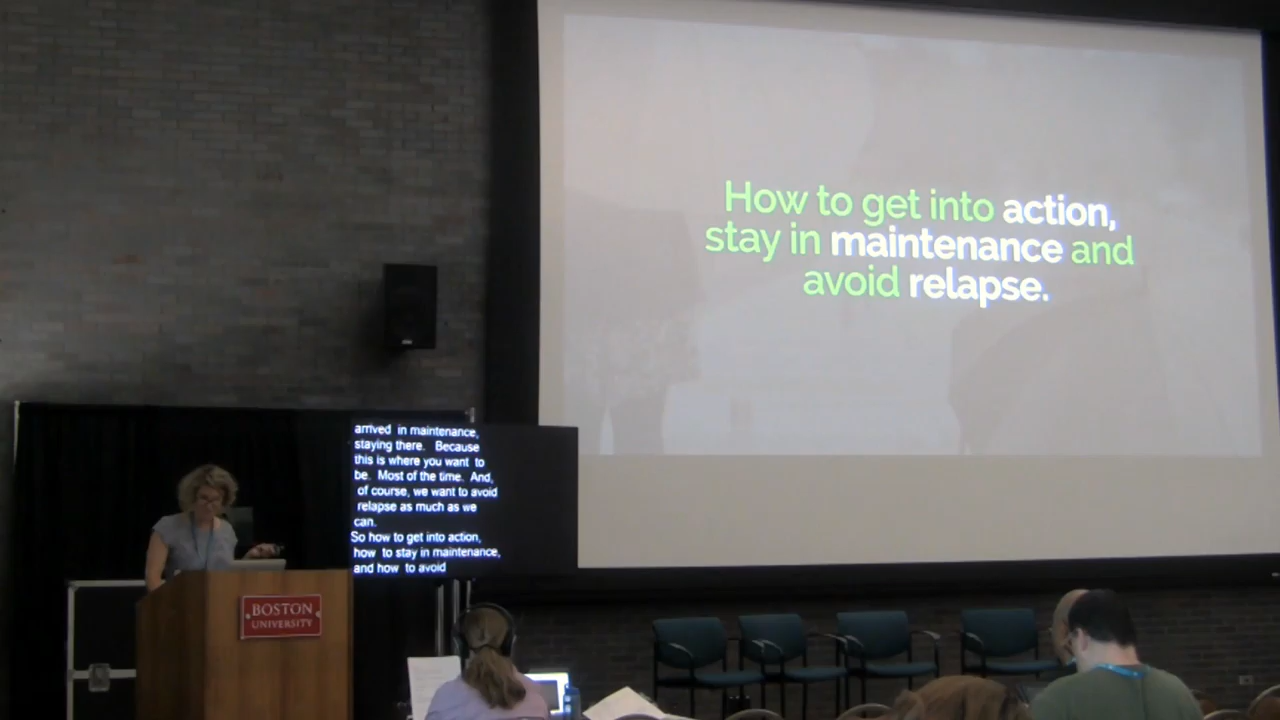 How to get into action,
stay in maintenance and
avoid relapse.
arrived in maintenance,
staying there. Because
this is where you want to
be. Most of the time. And,
of course, we want to avoid
relapse as much as we
can.
So how to get into action,
how to stay in maintenance,
and how to avoid
BOSTON
UNIVERSITY